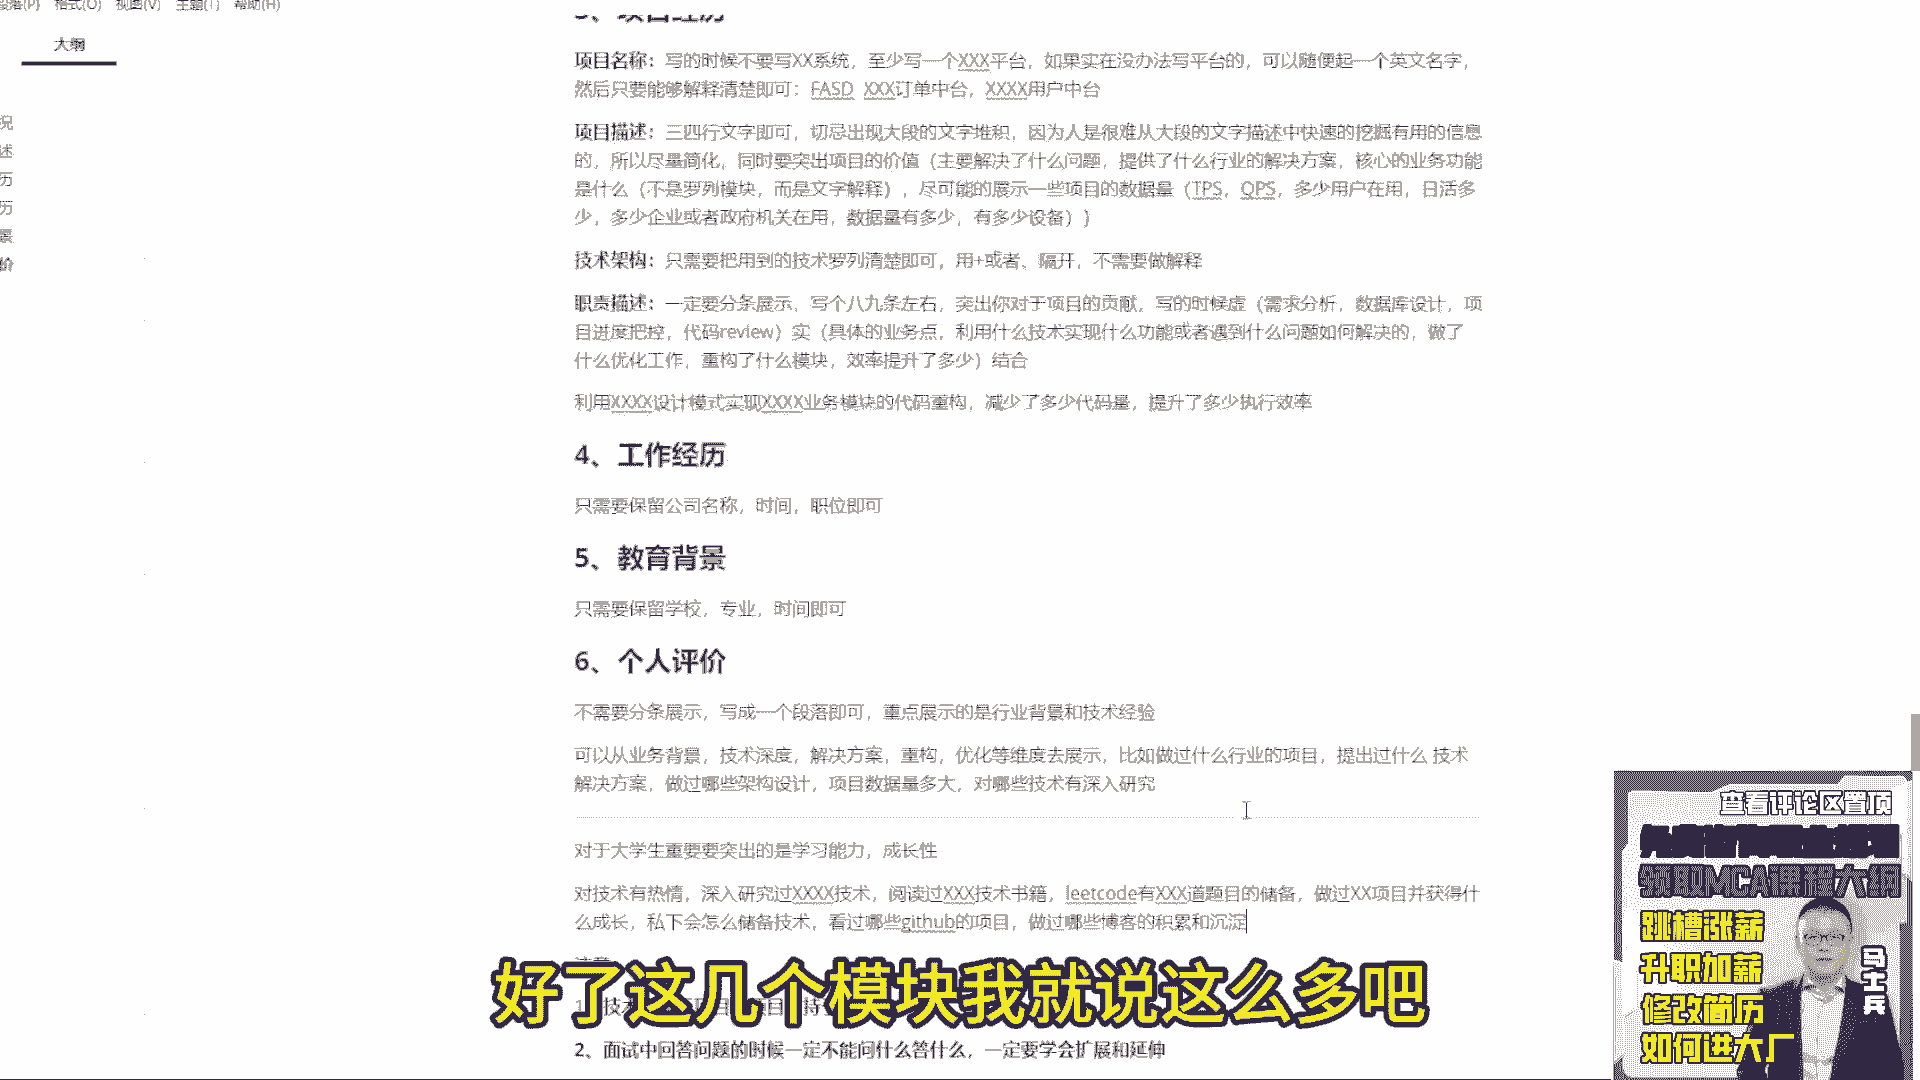 段落(P) 格式(O) 视图(V) 主题(T) 帮助(H)
大纲
况
述
历
历
景
价
3、项目经历
项目名称：写的时候不要写XX系统，至少写一个XXX平台，如果实在没办法写平台的，可以随便起一个英文名字，
然后只要能够解释清楚即可：FASD XXX订单中台，XXXX用户中台
项目描述：三四行文字即可，切忌出现大段的文字堆积，因为人是很难从大段的文字描述中快速的挖掘有用的信息
的，所以尽量简化，同时要突出项目的价值（主要解决了什么问题，提供了什么行业的解决方案，核心的业务功能
是什么（不是罗列模块，而是文字解释），尽可能的展示一些项目的数据量（TPS，QPS，多少用户在用，日活多
少，多少企业或者政府机关在用，数据量有多少，有多少设备））
技术架构：只需要把用到的技术罗列清楚即可，用+或者、隔开，不需要做解释
职责描述：一定要分条展示，写个八九条左右，突出你对于项目的贡献，写的时候虚（需求分析，数据库设计，项
目进度把控，代码review）实（具体的业务点，利用什么技术实现什么功能或者遇到什么问题如何解决的，做了
什么优化工作，重构了什么模块，效率提升了多少）结合
利用XXXX设计模式实现XXXX业务模块的代码重构，减少了多少代码量，提升了多少执行效率
4、工作经历
只需要保留公司名称，时间，职位即可
5、教育背景
只需要保留学校，专业，时间即可
6、个人评价
不需要分条展示，写成一个段落即可，重点展示的是行业背景和技术经验
可以从业务背景，技术深度，解决方案，重构，优化等维度去展示，比如做过什么行业的项目，提出过什么 技术
解决方案，做过哪些架构设计，项目数据量多大，对哪些技术有深入研究
对于大学生重要要突出的是学习能力，成长性
对技术有热情，深入研究过XXXX技术，阅读过XXX技术书籍，leetcode有XXX道题目的储备，做过XX项目并获得什
么成长，私下会怎么储备技术，看过哪些github的项目，做过哪些博客的积累和沉淀
好了这几个模块我就说这么多吧
2、面试中回答问题的时候一定不能问什么答什么，一定要学会扩展和延伸
查看评论区置顶
领取MCA课程大纲
跳槽涨薪
升职加薪
修改简历
如何进大厂
马士兵